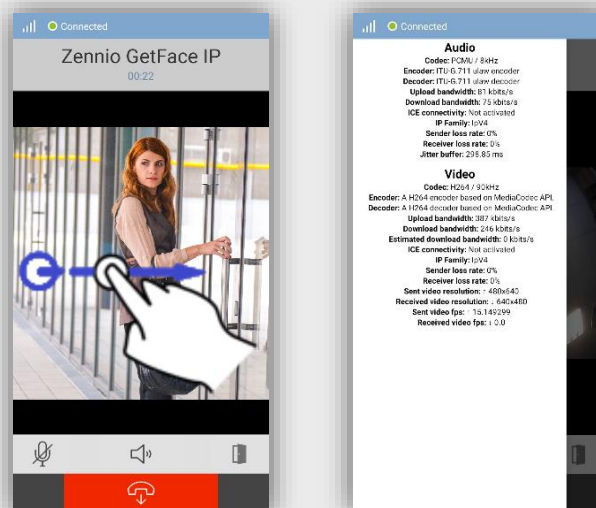 Connected
Zennio GetFace IP
00:22
Connected
Audio
Codec: PCMU / 8kHz
Encoder: ITU-G.711 ulaw encoder
Decoder: ITU-G.711 ulaw decoder
Upload bandwidth: 81 kbits/s
Download bandwidth: 75 kbits/s
ICE connectivity: Not activated
IP Family: IpV4
Sender loss rate: 0%
Receiver loss rate: 0%
Jitter buffer: 295.85 ms
Video
Codec: H264 / 90kHz
Encoder: A H264 encoder based on MediaCodec API.
Decoder: A H264 decoder based on MediaCodec API.
Upload bandwidth: 387 kbits/s
Download bandwidth: 246 kbits/s
Estimated download bandwidth: 0 kbits/s
ICE connectivity: Not activated
IP Family: IpV4
Sender loss rate: 0%
Receiver loss rate: 0%
Sent video resolution: ↑ 480x640
Received video resolution: ↓ 640x480
Sent video fps: ↑ 15.149299
Received video fps: ↓ 0.0